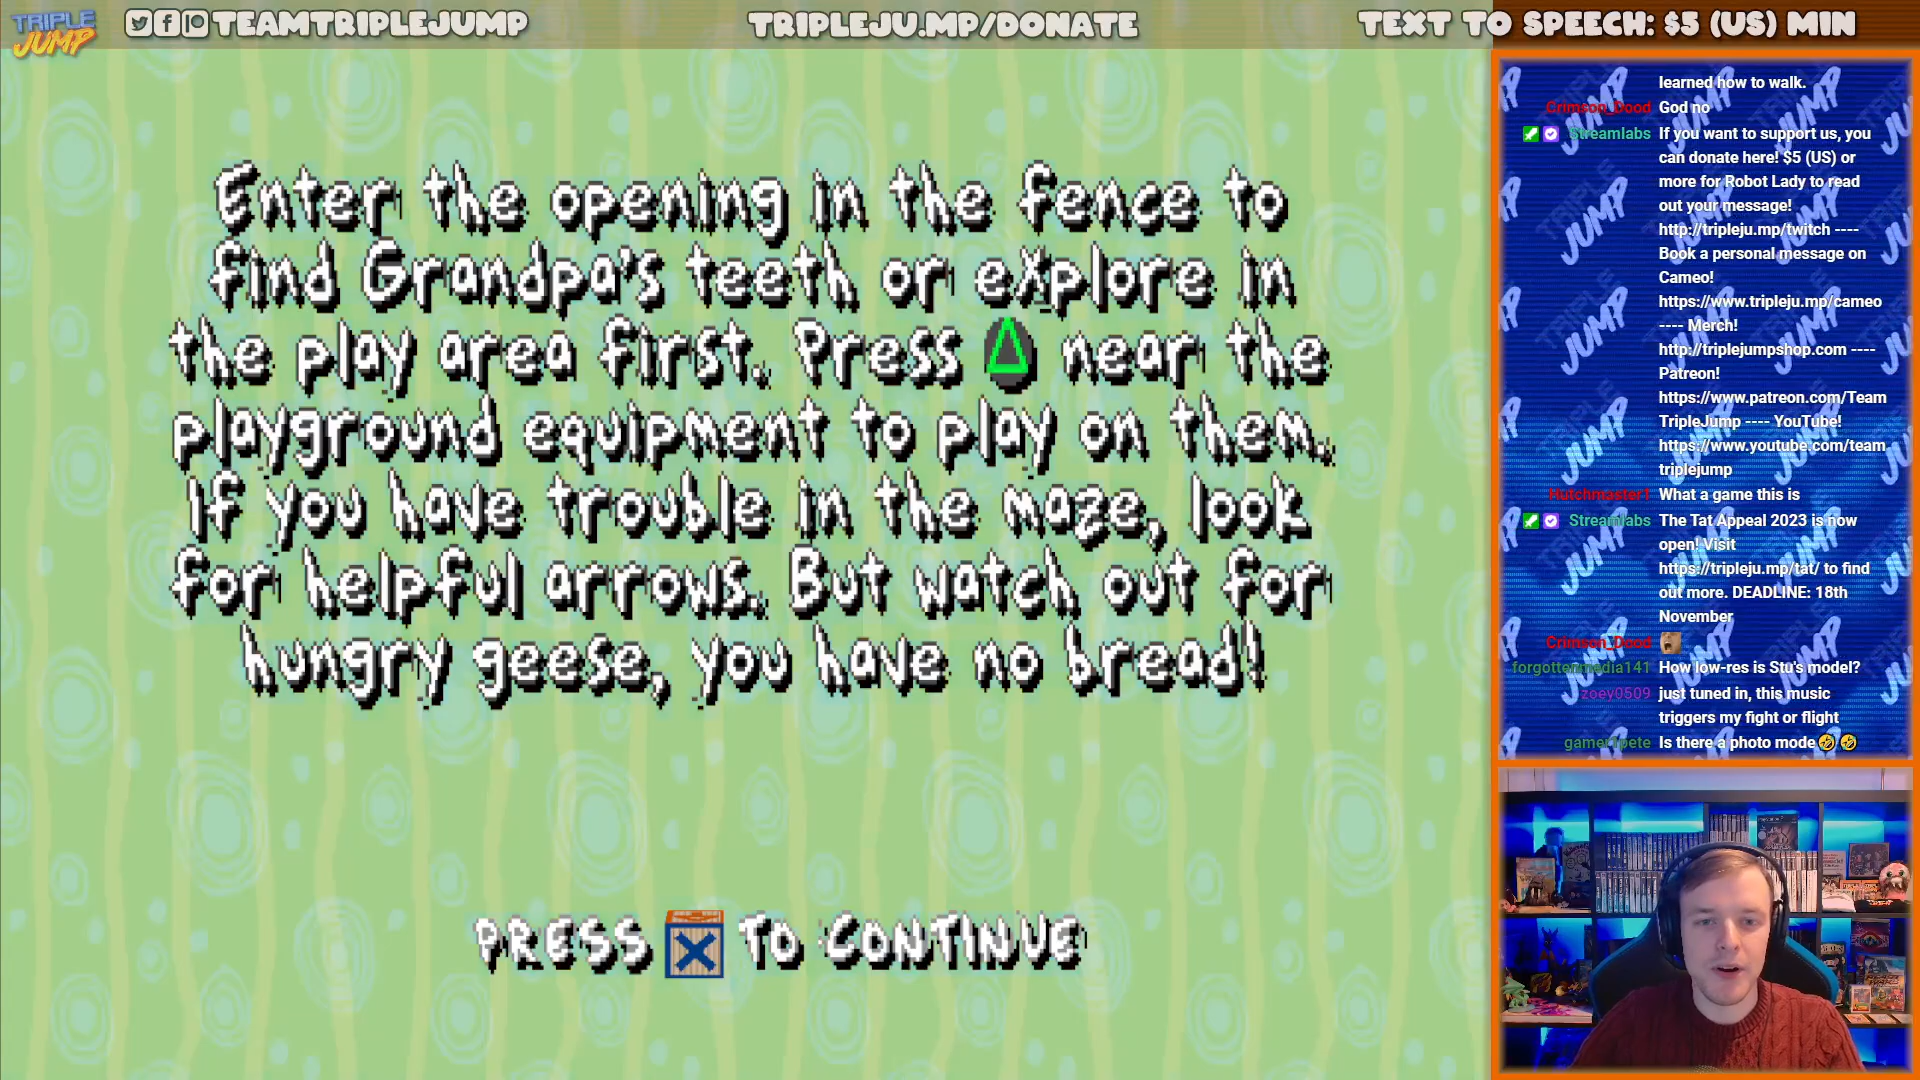 TRIPLE
JUMP
TEAMTRIPLEJUMP
TRIPLEJU.MP/DONATE
TEXT TO SPEECH: $5 (US) MIN
Enter the opening in the fence to
find Grandpa's teeth or explore in
the play area first. Press near the
playground equipment to play on them.
If you have trouble in the maze, look
for helpful arrows. But watch out for
hungry geese, you have no bread!
PRESS X TO CONTINUE
learned how to walk.
Crimson_Dood God no
Streamlabs If you want to support us, you
can donate here! $5 (US) or
more for Robot Lady to read
out your message!
http://tripleju.mp/twitch ----
Book a personal message on
Cameo!
https://www.tripleju.mp/cameo
---- Merch!
http://triplejumpshop.com ----
Patreon!
https://www.patreon.com/Team
TripleJump ---- YouTube!
https://www.youtube.com/team
triplejump
Hutchmaster1 What a game this is
Streamlabs The Tat Appeal 2023 is now
open! Visit
https://tripleju.mp/tat/ to find
out more. DEADLINE: 18th
November
Crimson_Dood
forgottenmedia141 How low-res is Stu's model?
zoey0509 just tuned in, this music
triggers my fight or flight
gamer1pete Is there a photo mode🤣🤣